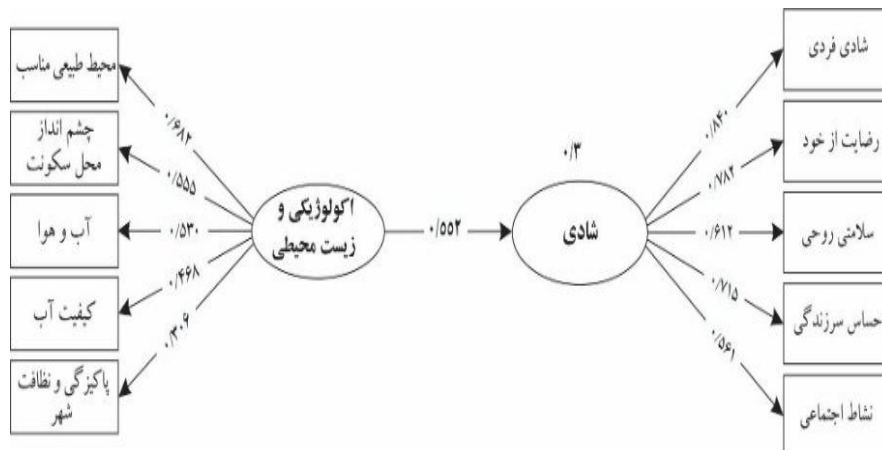 شادی فردی
رضایت از خود
سلامتی روحی
حساس سرزندگی
نشاط اجتماعی
۰/۸۴۰
۰/۷۸۲
۰/۶۱۲
۰/۷۱۵
۰/۵۶۱
۰/۳
شادی
۰/۵۵۲
اکولوژیکی و
زیست محیطی
۰/۶۸۲
۰/۵۵۵
۰/۵۳۰
۰/۴۶۸
۰/۳۰۶
محیط طبیعی مناسب
چشم انداز
محل سکونت
آب و هوا
کیفیت آب
پاکیزگی و نظافت
شهر